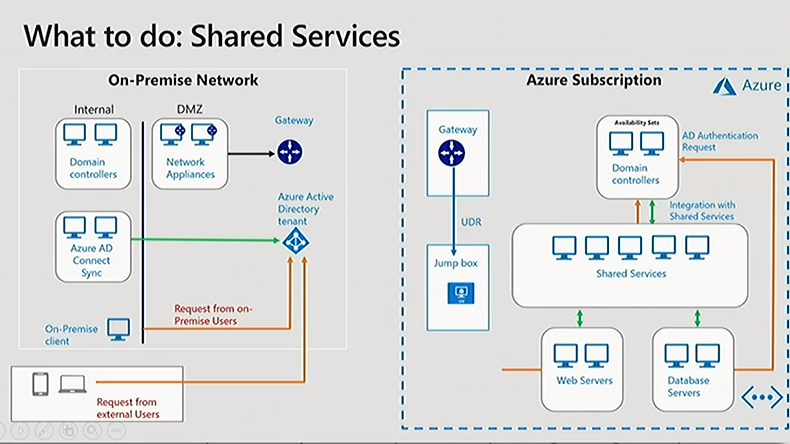 What to do: Shared Services
On-Premise Network
Internal
DMZ
Domain
controllers
Network
Appliances
Gateway
Azure AD
Connect
Sync
Azure Active
Directory
tenant
On-Premise
client
Request from on-
Premise Users
Request from
external Users
Azure Subscription
Azure
Gateway
UDR
Jump box
Availability Sets
Domain
controllers
AD Authentication
Request
Integration with
Shared Services
Shared Services
Web Servers
Database
Servers